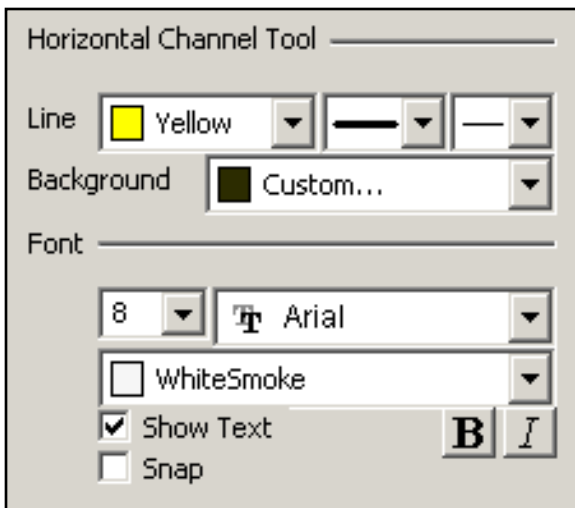 Horizontal Channel Tool
Line Yellow
Background Custom...
Font
8 Arial
WhiteSmoke
Show Text B I
Snap